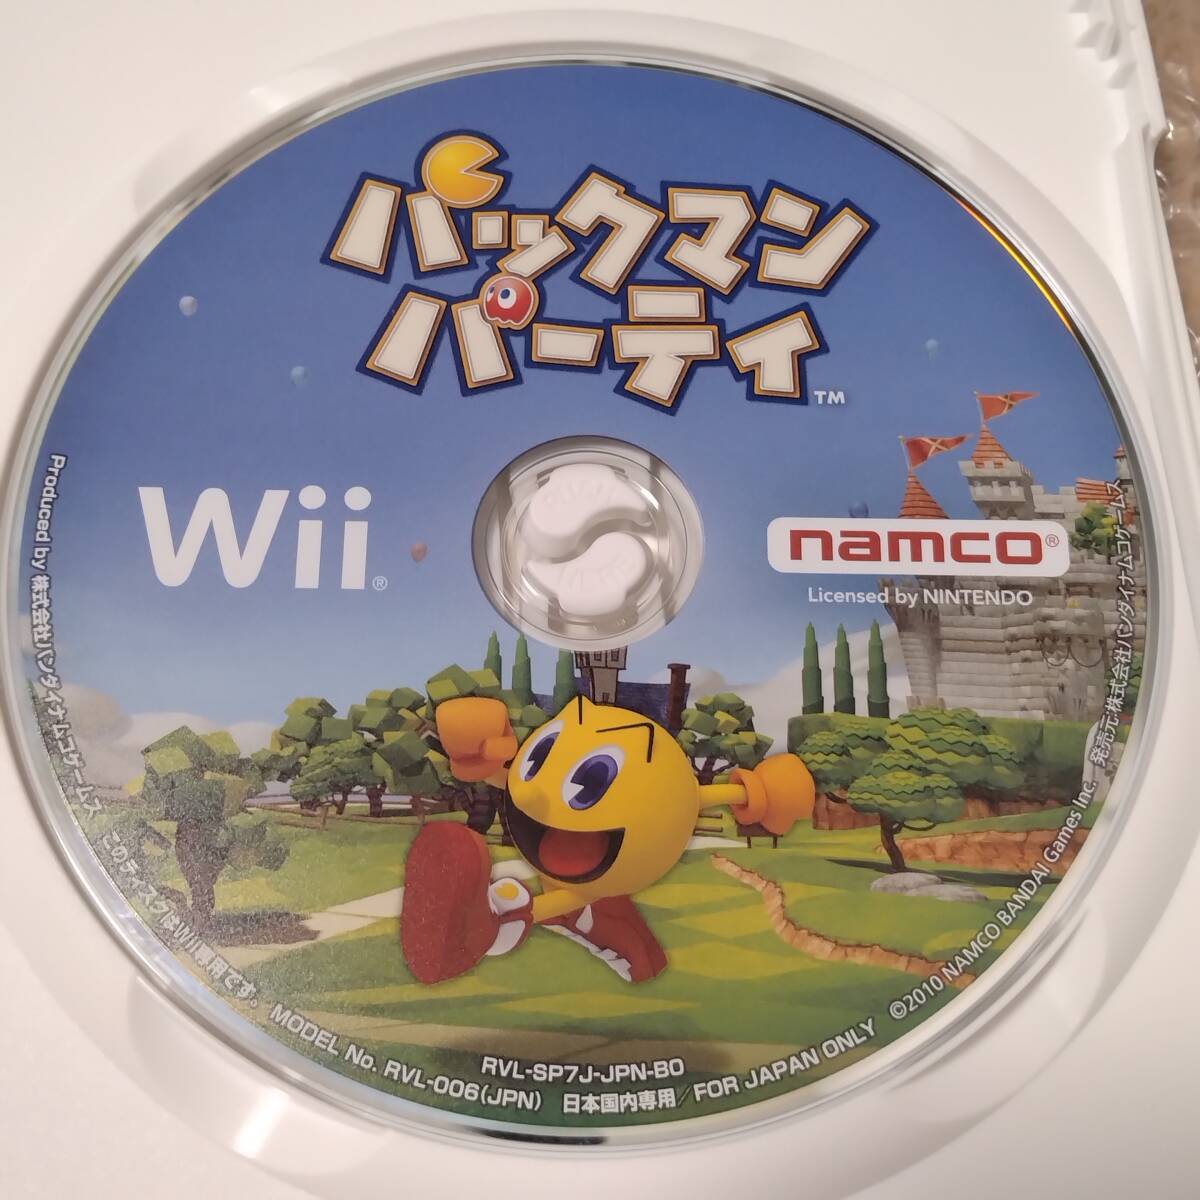 パックマン
パーティ™
Wii®
namco®
Licensed by NINTENDO
Produced by 株式会社バンダイナムコゲームス このディスクはWii専用です。 MODEL No. RVL-006(JPN) 日本国内専用/FOR JAPAN ONLY ©2010 NAMCO BANDAI Games Inc. 発売元:株式会社バンダイナムコゲームス
RVL-SP7J-JPN-B0